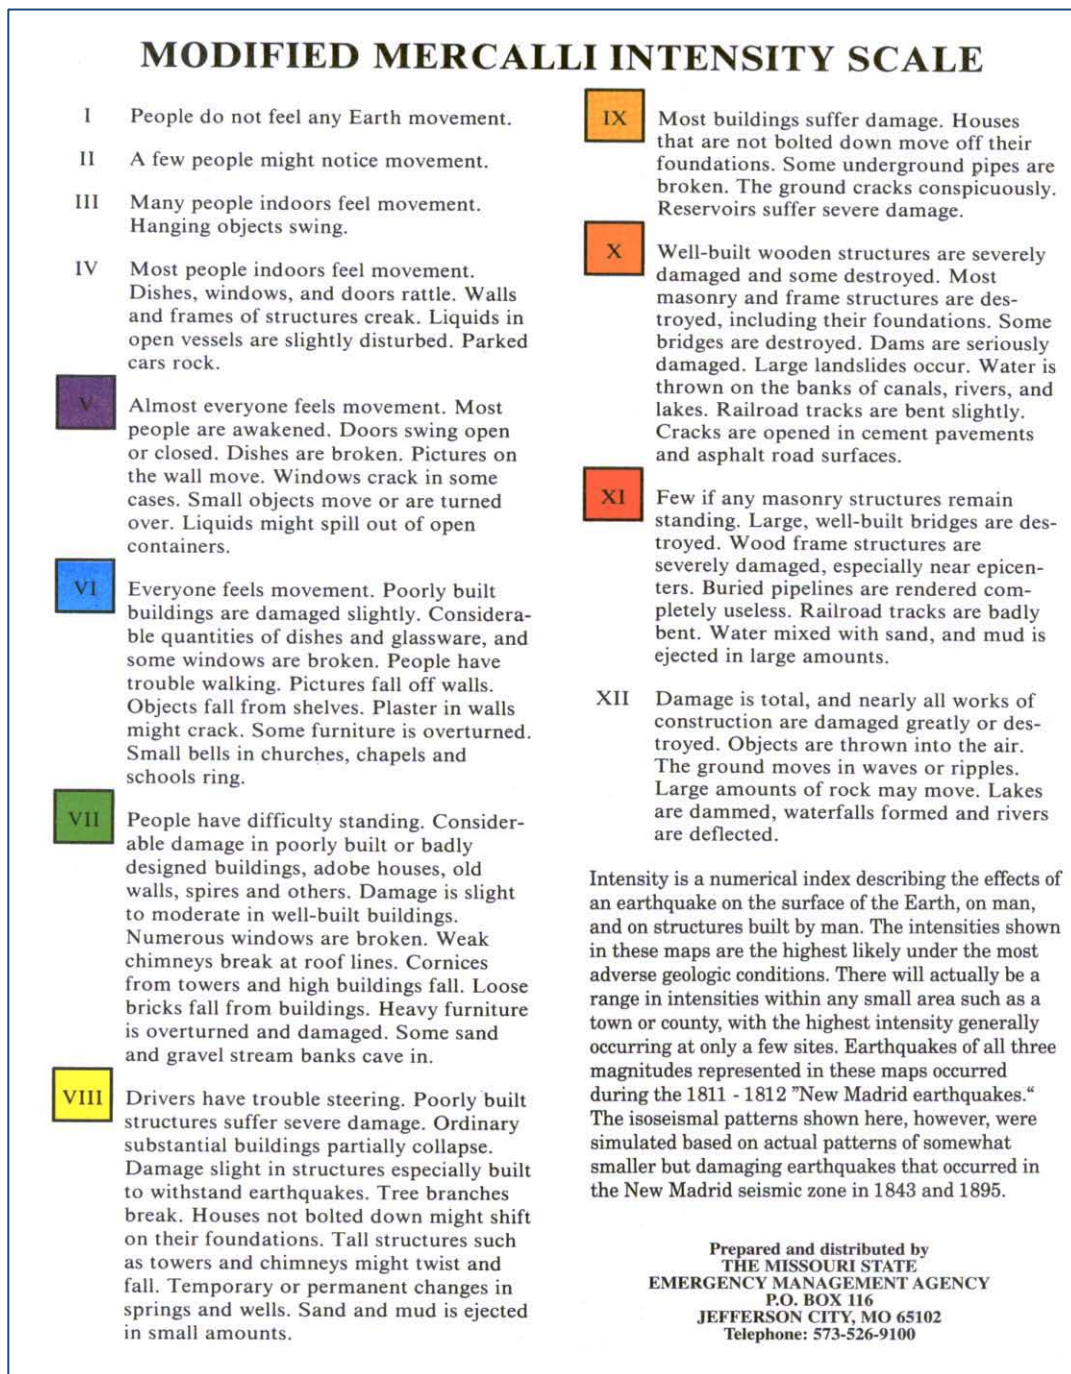 MODIFIED MERCALLI INTENSITY SCALE
I People do not feel any Earth movement.
II A few people might notice movement.
III Many people indoors feel movement.
Hanging objects swing.
IV Most people indoors feel movement.
Dishes, windows, and doors rattle. Walls
and frames of structures creak. Liquids in
open vessels are slightly disturbed. Parked
cars rock.
V Almost everyone feels movement. Most
people are awakened. Doors swing open
or closed. Dishes are broken. Pictures on
the wall move. Windows crack in some
cases. Small objects move or are turned
over. Liquids might spill out of open
containers.
VI Everyone feels movement. Poorly built
buildings are damaged slightly. Considera-
ble quantities of dishes and glassware, and
some windows are broken. People have
trouble walking. Pictures fall off walls.
Objects fall from shelves. Plaster in walls
might crack. Some furniture is overturned.
Small bells in churches, chapels and
schools ring.
VII People have difficulty standing. Consider-
able damage in poorly built or badly
designed buildings, adobe houses, old
walls, spires and others. Damage is slight
to moderate in well-built buildings.
Numerous windows are broken. Weak
chimneys break at roof lines. Cornices
from towers and high buildings fall. Loose
bricks fall from buildings. Heavy furniture
is overturned and damaged. Some sand
and gravel stream banks cave in.
VIII Drivers have trouble steering. Poorly built
structures suffer severe damage. Ordinary
substantial buildings partially collapse.
Damage slight in structures especially built
to withstand earthquakes. Tree branches
break. Houses not bolted down might shift
on their foundations. Tall structures such
as towers and chimneys might twist and
fall. Temporary or permanent changes in
springs and wells. Sand and mud is ejected
in small amounts.
IX Most buildings suffer damage. Houses
that are not bolted down move off their
foundations. Some underground pipes are
broken. The ground cracks conspicuously.
Reservoirs suffer severe damage.
X Well-built wooden structures are severely
damaged and some destroyed. Most
masonry and frame structures are des-
troyed, including their foundations. Some
bridges are destroyed. Dams are seriously
damaged. Large landslides occur. Water is
thrown on the banks of canals, rivers, and
lakes. Railroad tracks are bent slightly.
Cracks are opened in cement pavements
and asphalt road surfaces.
XI Few if any masonry structures remain
standing. Large, well-built bridges are des-
troyed. Wood frame structures are
severely damaged, especially near epicen-
ters. Buried pipelines are rendered com-
pletely useless. Railroad tracks are badly
bent. Water mixed with sand, and mud is
ejected in large amounts.
XII Damage is total, and nearly all works of
construction are damaged greatly or des-
troyed. Objects are thrown into the air.
The ground moves in waves or ripples.
Large amounts of rock may move. Lakes
are dammed, waterfalls formed and rivers
are deflected.
Intensity is a numerical index describing the effects of
an earthquake on the surface of the Earth, on man,
and on structures built by man. The intensities shown
in these maps are the highest likely under the most
adverse geologic conditions. There will actually be a
range in intensities within any small area such as a
town or county, with the highest intensity generally
occurring at only a few sites. Earthquakes of all three
magnitudes represented in these maps occurred
during the 1811 - 1812 ”New Madrid earthquakes.“
The isoseismal patterns shown here, however, were
simulated based on actual patterns of somewhat
smaller but damaging earthquakes that occurred in
the New Madrid seismic zone in 1843 and 1895.
Prepared and distributed by
THE MISSOURI STATE
EMERGENCY MANAGEMENT AGENCY
P.O. BOX 116
JEFFERSON CITY, MO 65102
Telephone: 573-526-9100